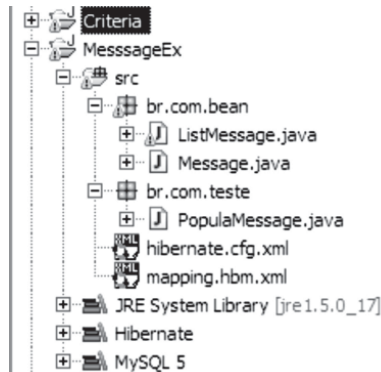 Criteria
MesssageEx
src
br.com.bean
ListMessage.java
Message.java
br.com.teste
PopulaMessage.java
hibernate.cfg.xml
mapping.hbm.xml
JRE System Library [jre1.5.0_17]
Hibernate
MySQL 5